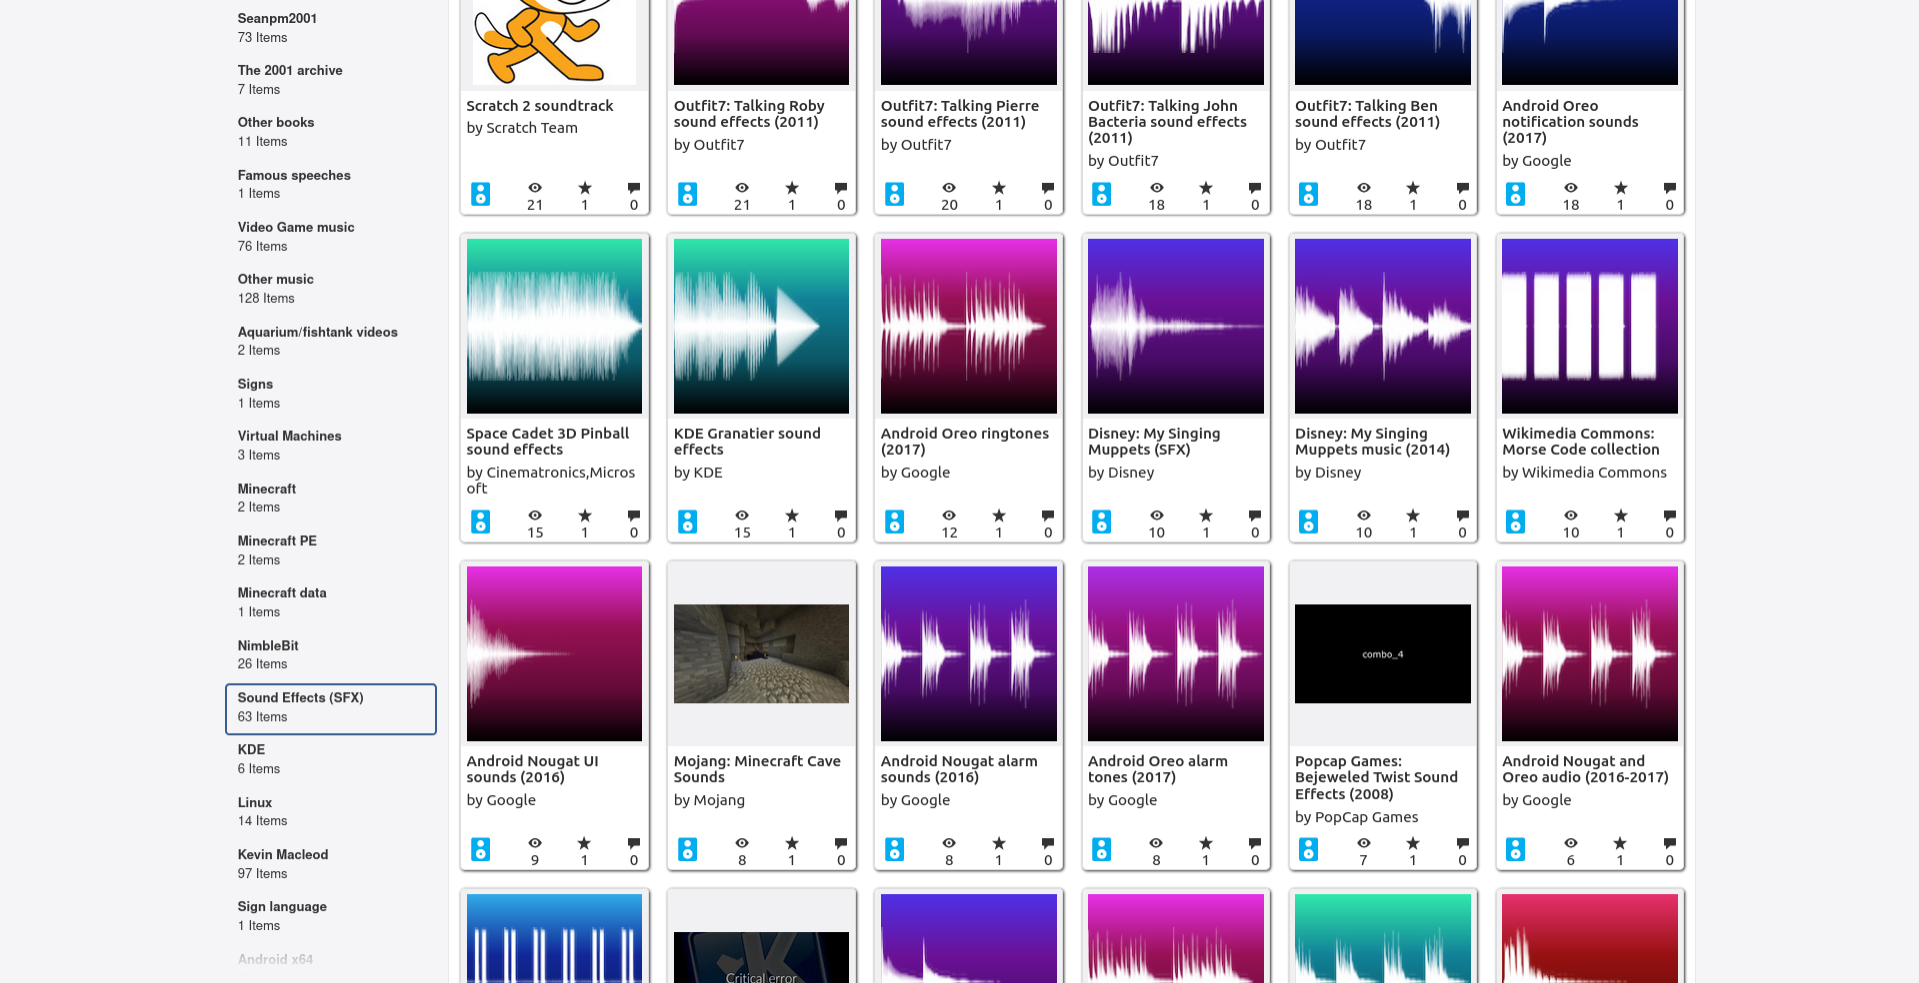 Seanpm2001
73 Items
The 2001 archive
7 Items
Other books
11 Items
Famous speeches
1 Items
Video Game music
76 Items
Other music
128 Items
Aquarium/fishtank videos
2 Items
Signs
1 Items
Virtual Machines
3 Items
Minecraft
2 Items
Minecraft PE
2 Items
Minecraft data
1 Items
NimbleBit
26 Items
Sound Effects (SFX)
63 Items
KDE
6 Items
Linux
14 Items
Kevin Macleod
97 Items
Sign language
1 Items
Android x64
Scratch 2 soundtrack
by Scratch Team
21 1 0
Outfit7: Talking Roby
sound effects (2011)
by Outfit7
21 1 0
Outfit7: Talking Pierre
sound effects (2011)
by Outfit7
20 1 0
Outfit7: Talking John
Bacteria sound effects
(2011)
by Outfit7
18 1 0
Outfit7: Talking Ben
sound effects (2011)
by Outfit7
18 1 0
Android Oreo
notification sounds
(2017)
by Google
18 1 0
Space Cadet 3D Pinball
sound effects
by Cinematronics,Micros
oft
15 1 0
KDE Granatier sound
effects
by KDE
15 1 0
Android Oreo ringtones
(2017)
by Google
12 1 0
Disney: My Singing
Muppets (SFX)
by Disney
10 1 0
Disney: My Singing
Muppets music (2014)
by Disney
10 1 0
Wikimedia Commons:
Morse Code collection
by Wikimedia Commons
10 1 0
Android Nougat UI
sounds (2016)
by Google
9 1 0
Mojang: Minecraft Cave
Sounds
by Mojang
8 1 0
Android Nougat alarm
sounds (2016)
by Google
8 1 0
Android Oreo alarm
tones (2017)
by Google
8 1 0
combo_4
Popcap Games:
Bejeweled Twist Sound
Effects (2008)
by PopCap Games
7 1 0
Android Nougat and
Oreo audio (2016-2017)
by Google
6 1 0
Critical error